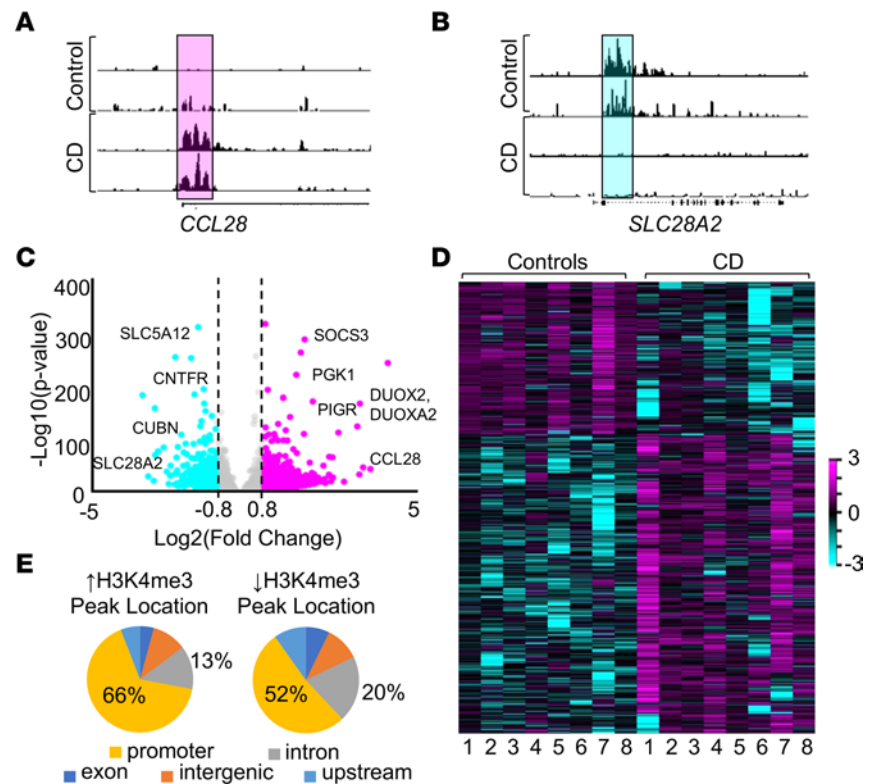 A
Control
CD
CCL28
B
Control
CD
SLC28A2
C
400
300
200
100
0
-Log10(p-value)
SLC5A12
CNTFR
CUBN
SLC28A2
SOCS3
PGK1
PIGR
DUOX2,
DUOXA2
CCL28
-5
-0.8
0.8
5
Log2(Fold Change)
D
Controls
CD
3
0
-3
1 2 3 4 5 6 7 8 1 2 3 4 5 6 7 8
E
↑H3K4me3
Peak Location
66%
13%
↓H3K4me3
Peak Location
52%
20%
promoter
intron
exon
intergenic
upstream